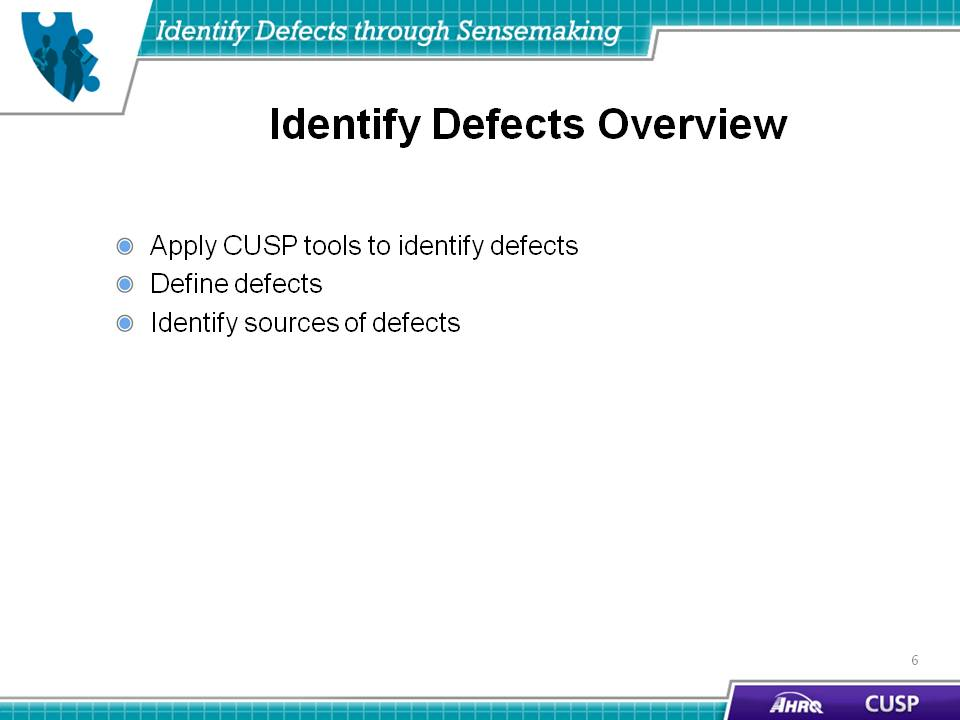 Identify Defects through Sensemaking
Identify Defects Overview
Apply CUSP tools to identify defects
Define defects
Identify sources of defects
6
AHRQ CUSP